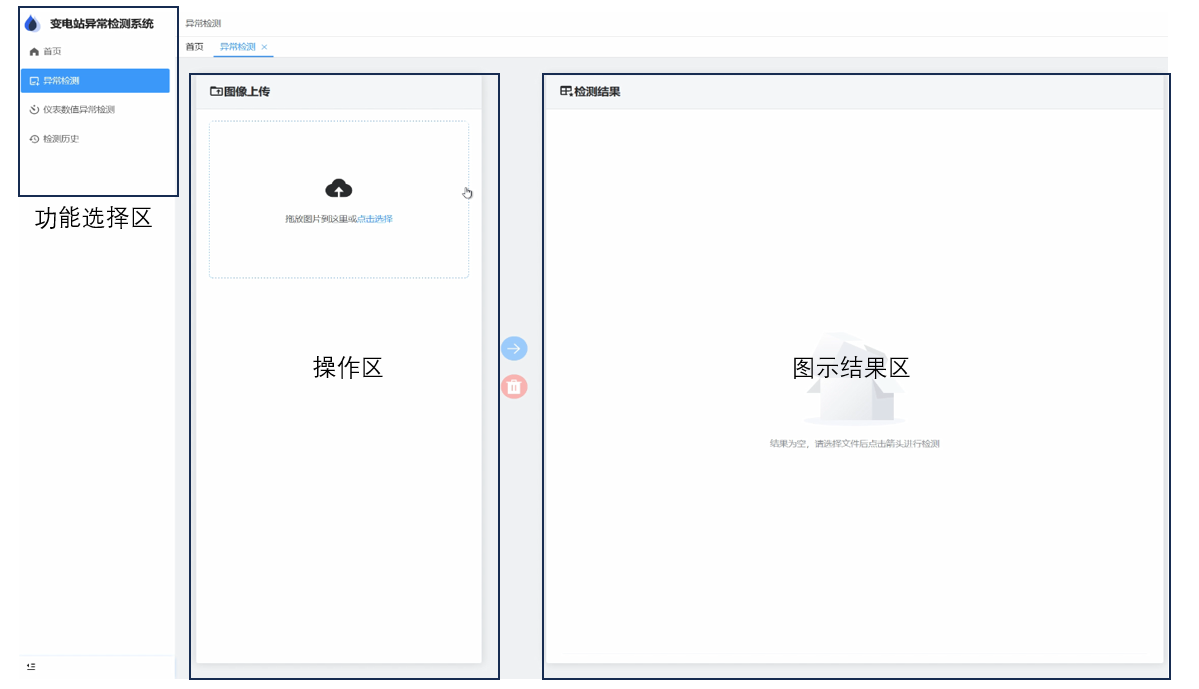 变电站异常检测系统
异常检测
首页
首页
异常检测
异常检测
仪表数值异常检测
检测历史
功能选择区
图像上传
拖放图片到这里或点击选择
操作区
检测结果
图示结果区
结果为空，请选择文件后点击箭头进行检测